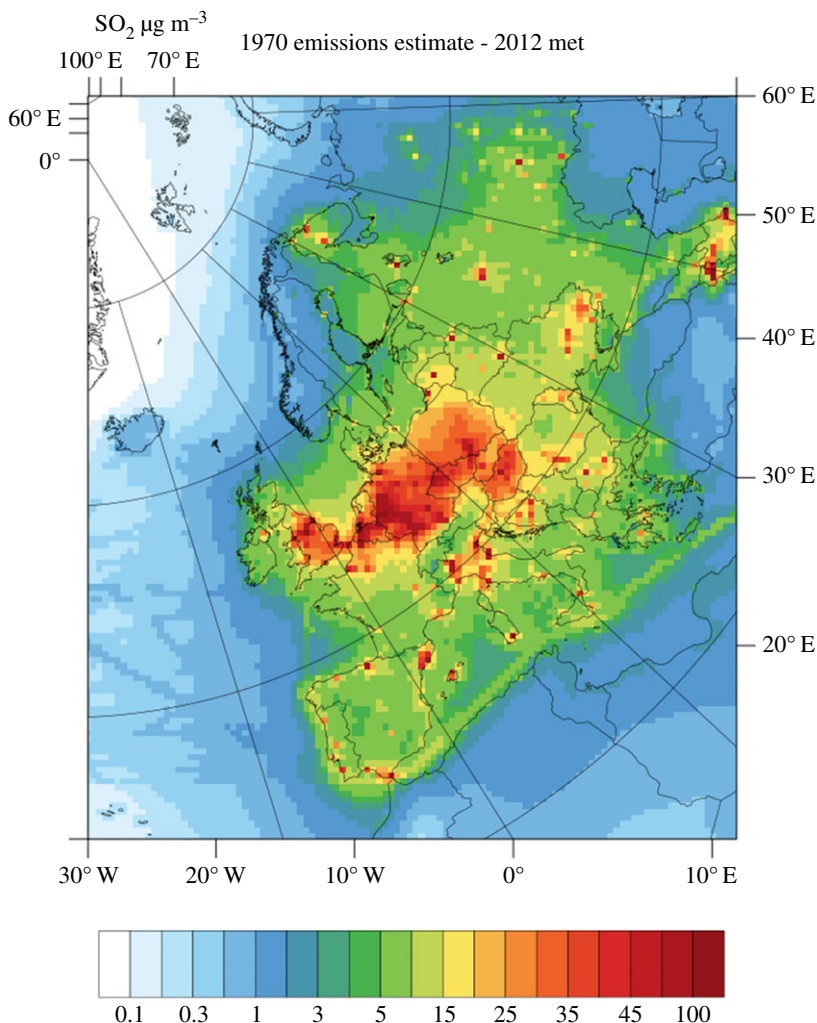 SO₂ µg m⁻³
1970 emissions estimate - 2012 met
100° E 70° E
60° E
60° E
0°
50° E
40° E
30° E
20° E
30° W 20° W 10° W 0° 10° E
0.1 0.3 1 3 5 15 25 35 45 100